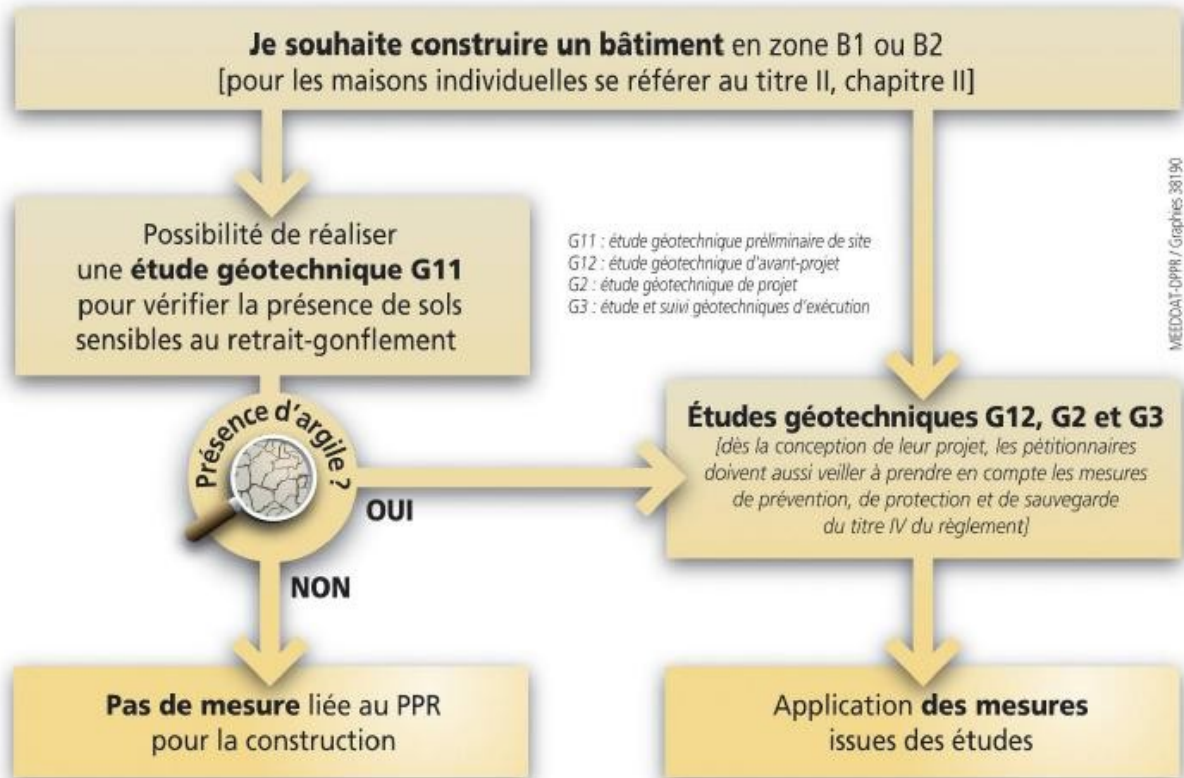 Je souhaite construire un bâtiment en zone B1 ou B2
[pour les maisons individuelles se référer au titre II, chapitre II]
Possibilité de réaliser
une étude géotechnique G11
pour vérifier la présence de sols
sensibles au retrait-gonflement
G11 : étude géotechnique préliminaire de site
G12 : étude géotechnique d'avant-projet
G2 : étude géotechnique de projet
G3 : étude et suivi géotechniques d'exécution
MEEDDAT-DPPR / Graphies 38190
Présence d'argile ?
OUI
NON
Études géotechniques G12, G2 et G3
[dès la conception de leur projet, les pétitionnaires
doivent aussi veiller à prendre en compte les mesures
de prévention, de protection et de sauvegarde
du titre IV du règlement]
Pas de mesure liée au PPR
pour la construction
Application des mesures
issues des études